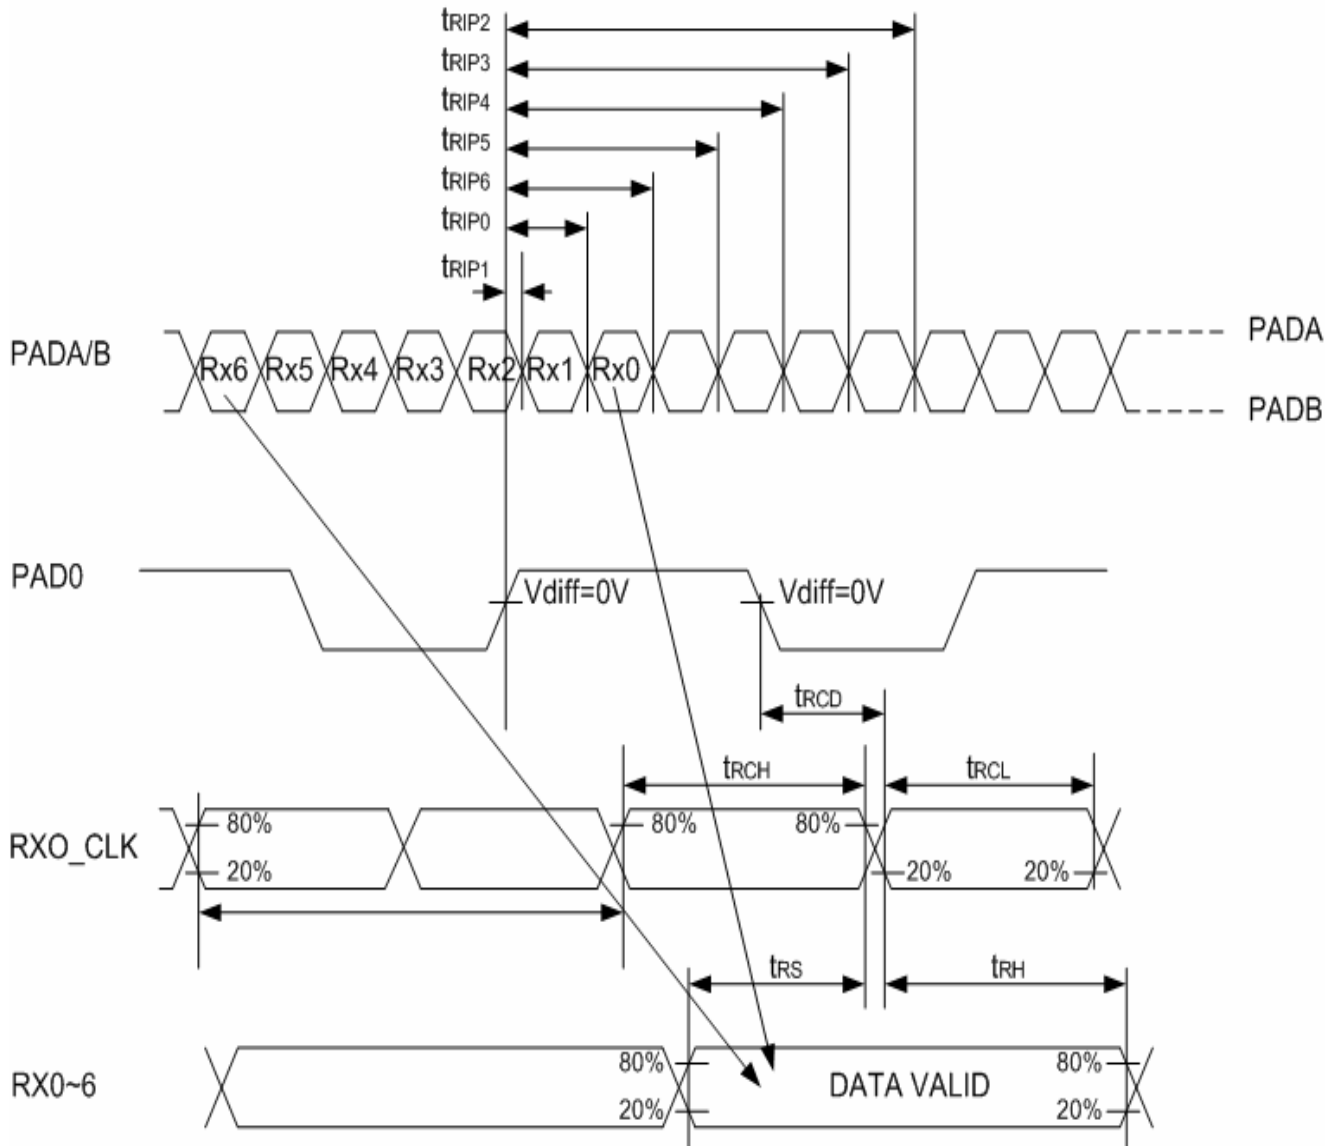 tRIP2
tRIP3
tRIP4
tRIP5
tRIP6
tRIP0
tRIP1
PADA/B
Rx6 Rx5 Rx4 Rx3 Rx2 Rx1 Rx0
PADA
PADB
PAD0
Vdiff=0V Vdiff=0V
tRCD
tRCH tRCL
RXO_CLK
80% 80% 80%
20% 20% 20%
tRS tRH
RX0~6
80% 80%
DATA VALID
20% 20%